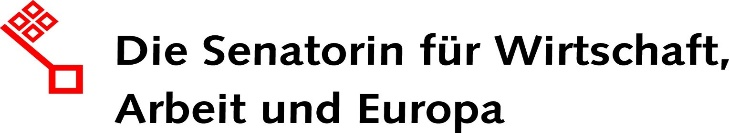 Die Senatorin für Wirtschaft,
Arbeit und Europa